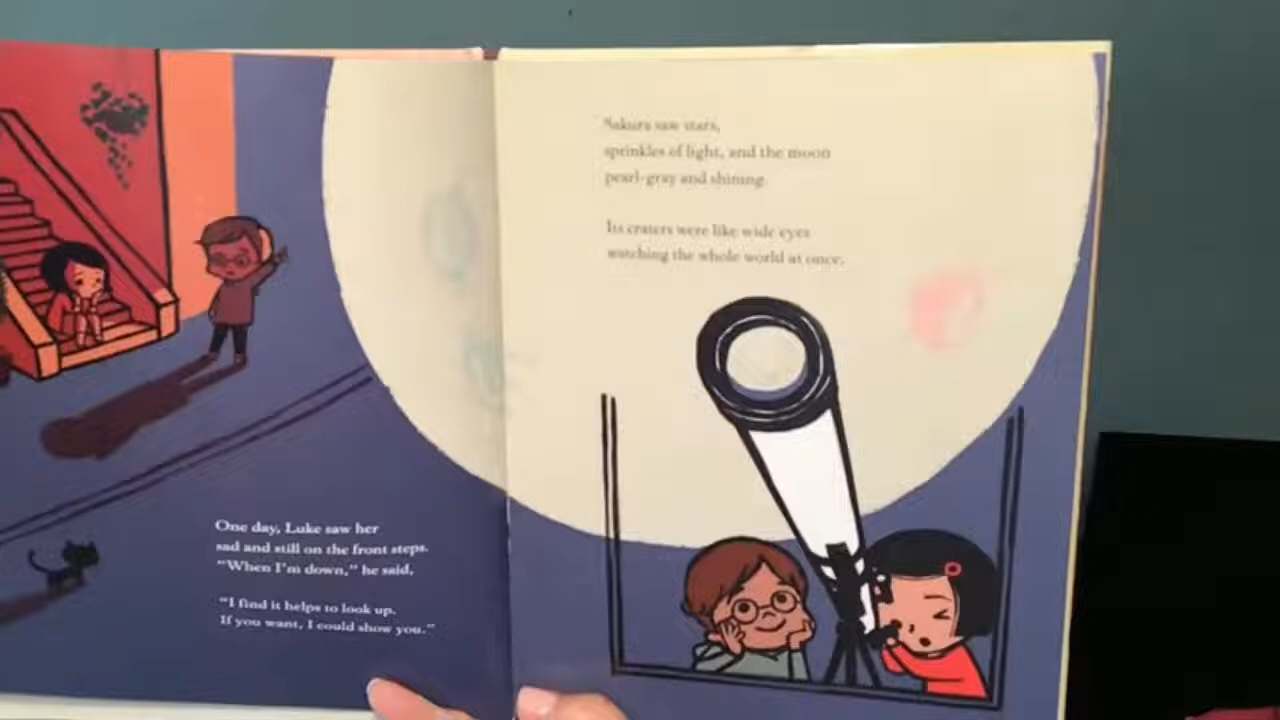 One day, Luke saw her
sad and still on the front steps.
"When I'm down," he said,
"I find it helps to look up.
If you want, I could show you."
Sakura saw stars,
sprinkles of light, and the moon
pearl-gray and shining.
Its craters were like wide eyes
watching the whole world at once.